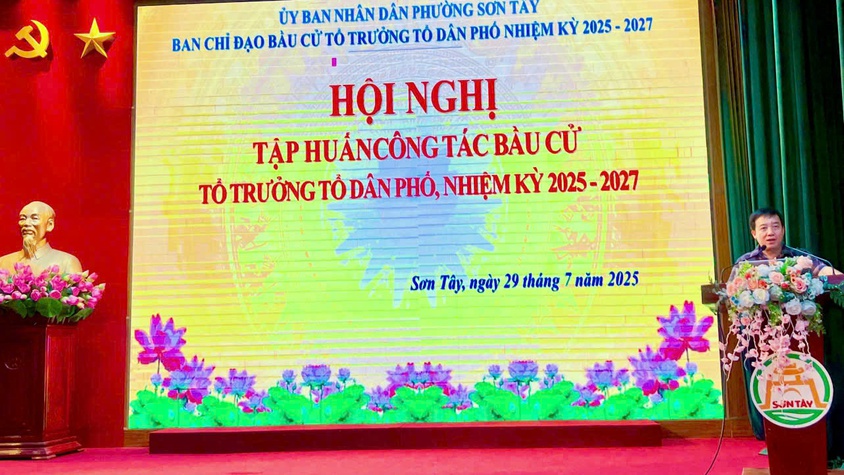 ỦY BAN NHÂN DÂN PHƯỜNG SƠN TÂY
BAN CHỈ ĐẠO BẦU CỬ TỔ TRƯỞNG TỔ DÂN PHỐ NHIỆM KỲ 2025 - 2027
HỘI NGHỊ
TẬP HUẤNCÔNG TÁC BẦU CỬ
TỔ TRƯỞNG TỔ DÂN PHỐ, NHIỆM KỲ 2025 - 2027
Sơn Tây, ngày 29 tháng 7 năm 2025
SƠN TÂY